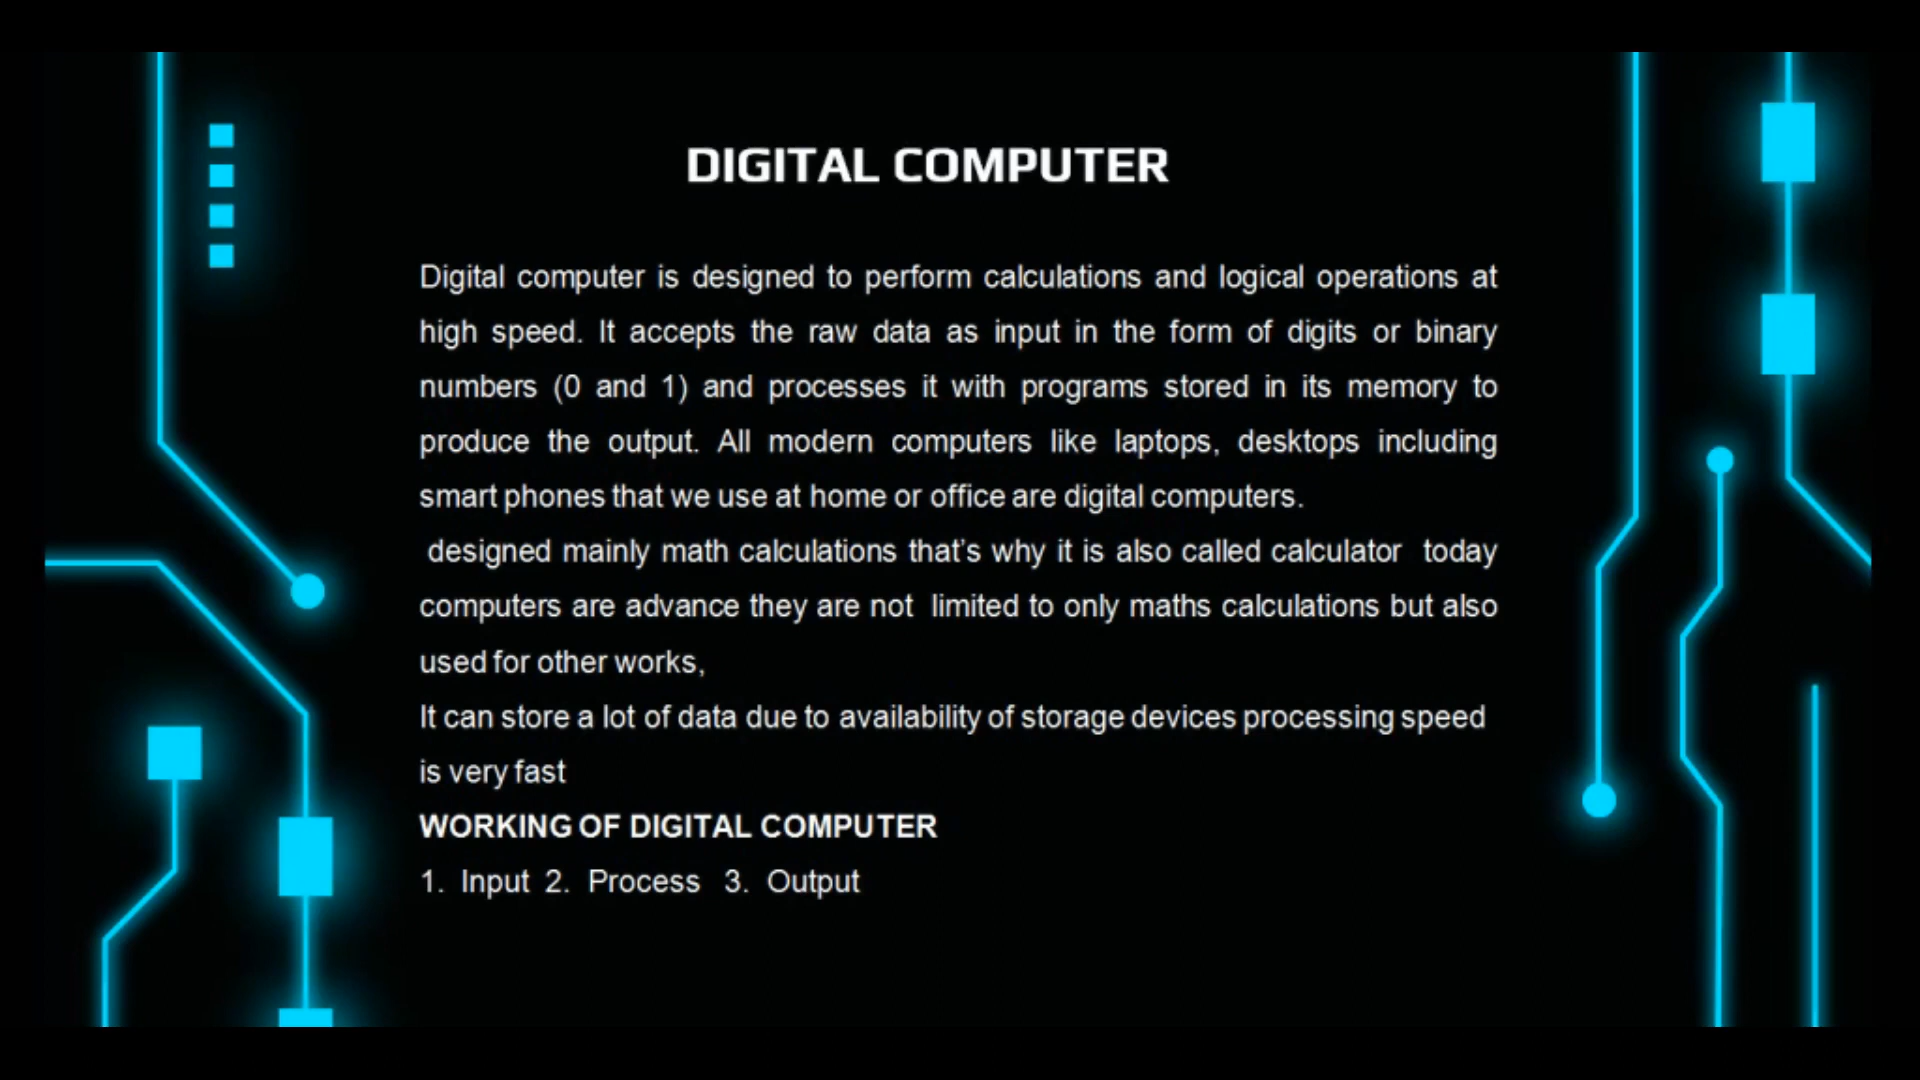 DIGITAL COMPUTER
Digital computer is designed to perform calculations and logical operations at
high speed. It accepts the raw data as input in the form of digits or binary
numbers (0 and 1) and processes it with programs stored in its memory to
produce the output. All modern computers like laptops, desktops including
smart phones that we use at home or office are digital computers.
designed mainly math calculations that’s why it is also called calculator today
computers are advance they are not limited to only maths calculations but also
used for other works,
It can store a lot of data due to availability of storage devices processing speed
is very fast
WORKING OF DIGITAL COMPUTER
1. Input 2. Process 3. Output